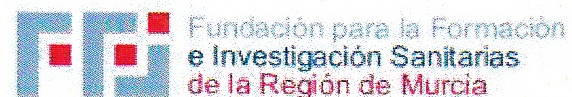 Fundación para la Formación
e Investigación Sanitarias
de la Región de Murcia